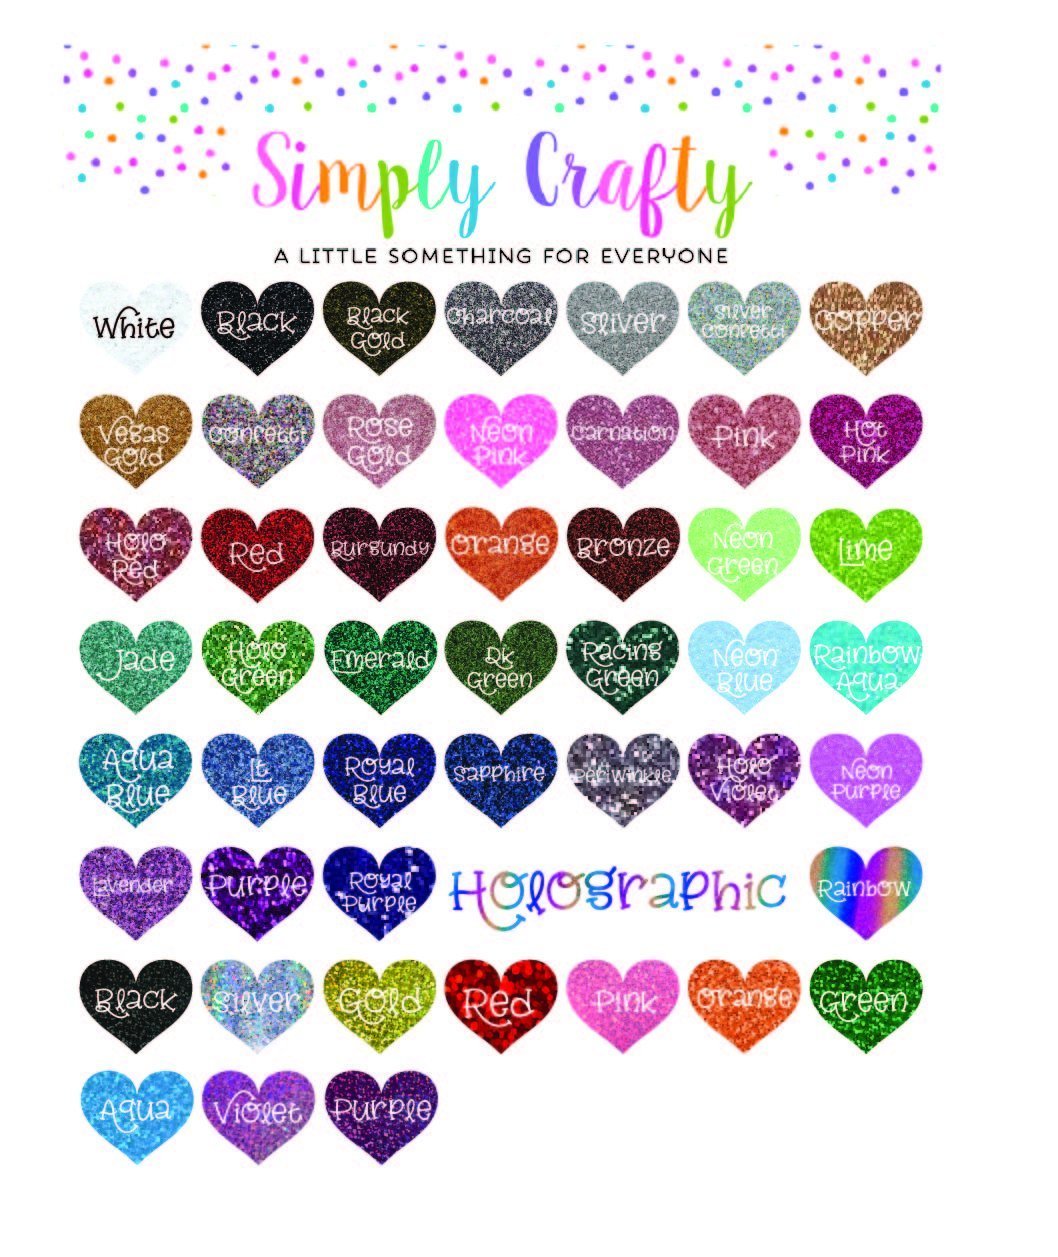 Simply Crafty
A LITTLE SOMETHING FOR EVERYONE
White
Black
Black
Gold
Charcoal
Sliver
Silver
Confetti
Copper
Vegas
Gold
Confetti
Rose
Gold
Neon
Pink
Carnation
Pink
Hot
Pink
Holo
Red
Red
Burgundy
Orange
Bronze
Neon
Green
Lime
Jade
Holo
Green
Emerald
Dk
Green
Racing
Green
Neon
Blue
Rainbow
Aqua
Aqua
Blue
Lt
Blue
Royal
Blue
Sapphire
Periwinkle
Holo
Violet
Neon
Purple
Lavender
Purple
Royal
Purple
Holographic
Rainbow
Black
Silver
Gold
Red
Pink
Orange
Green
Aqua
Violet
Purple